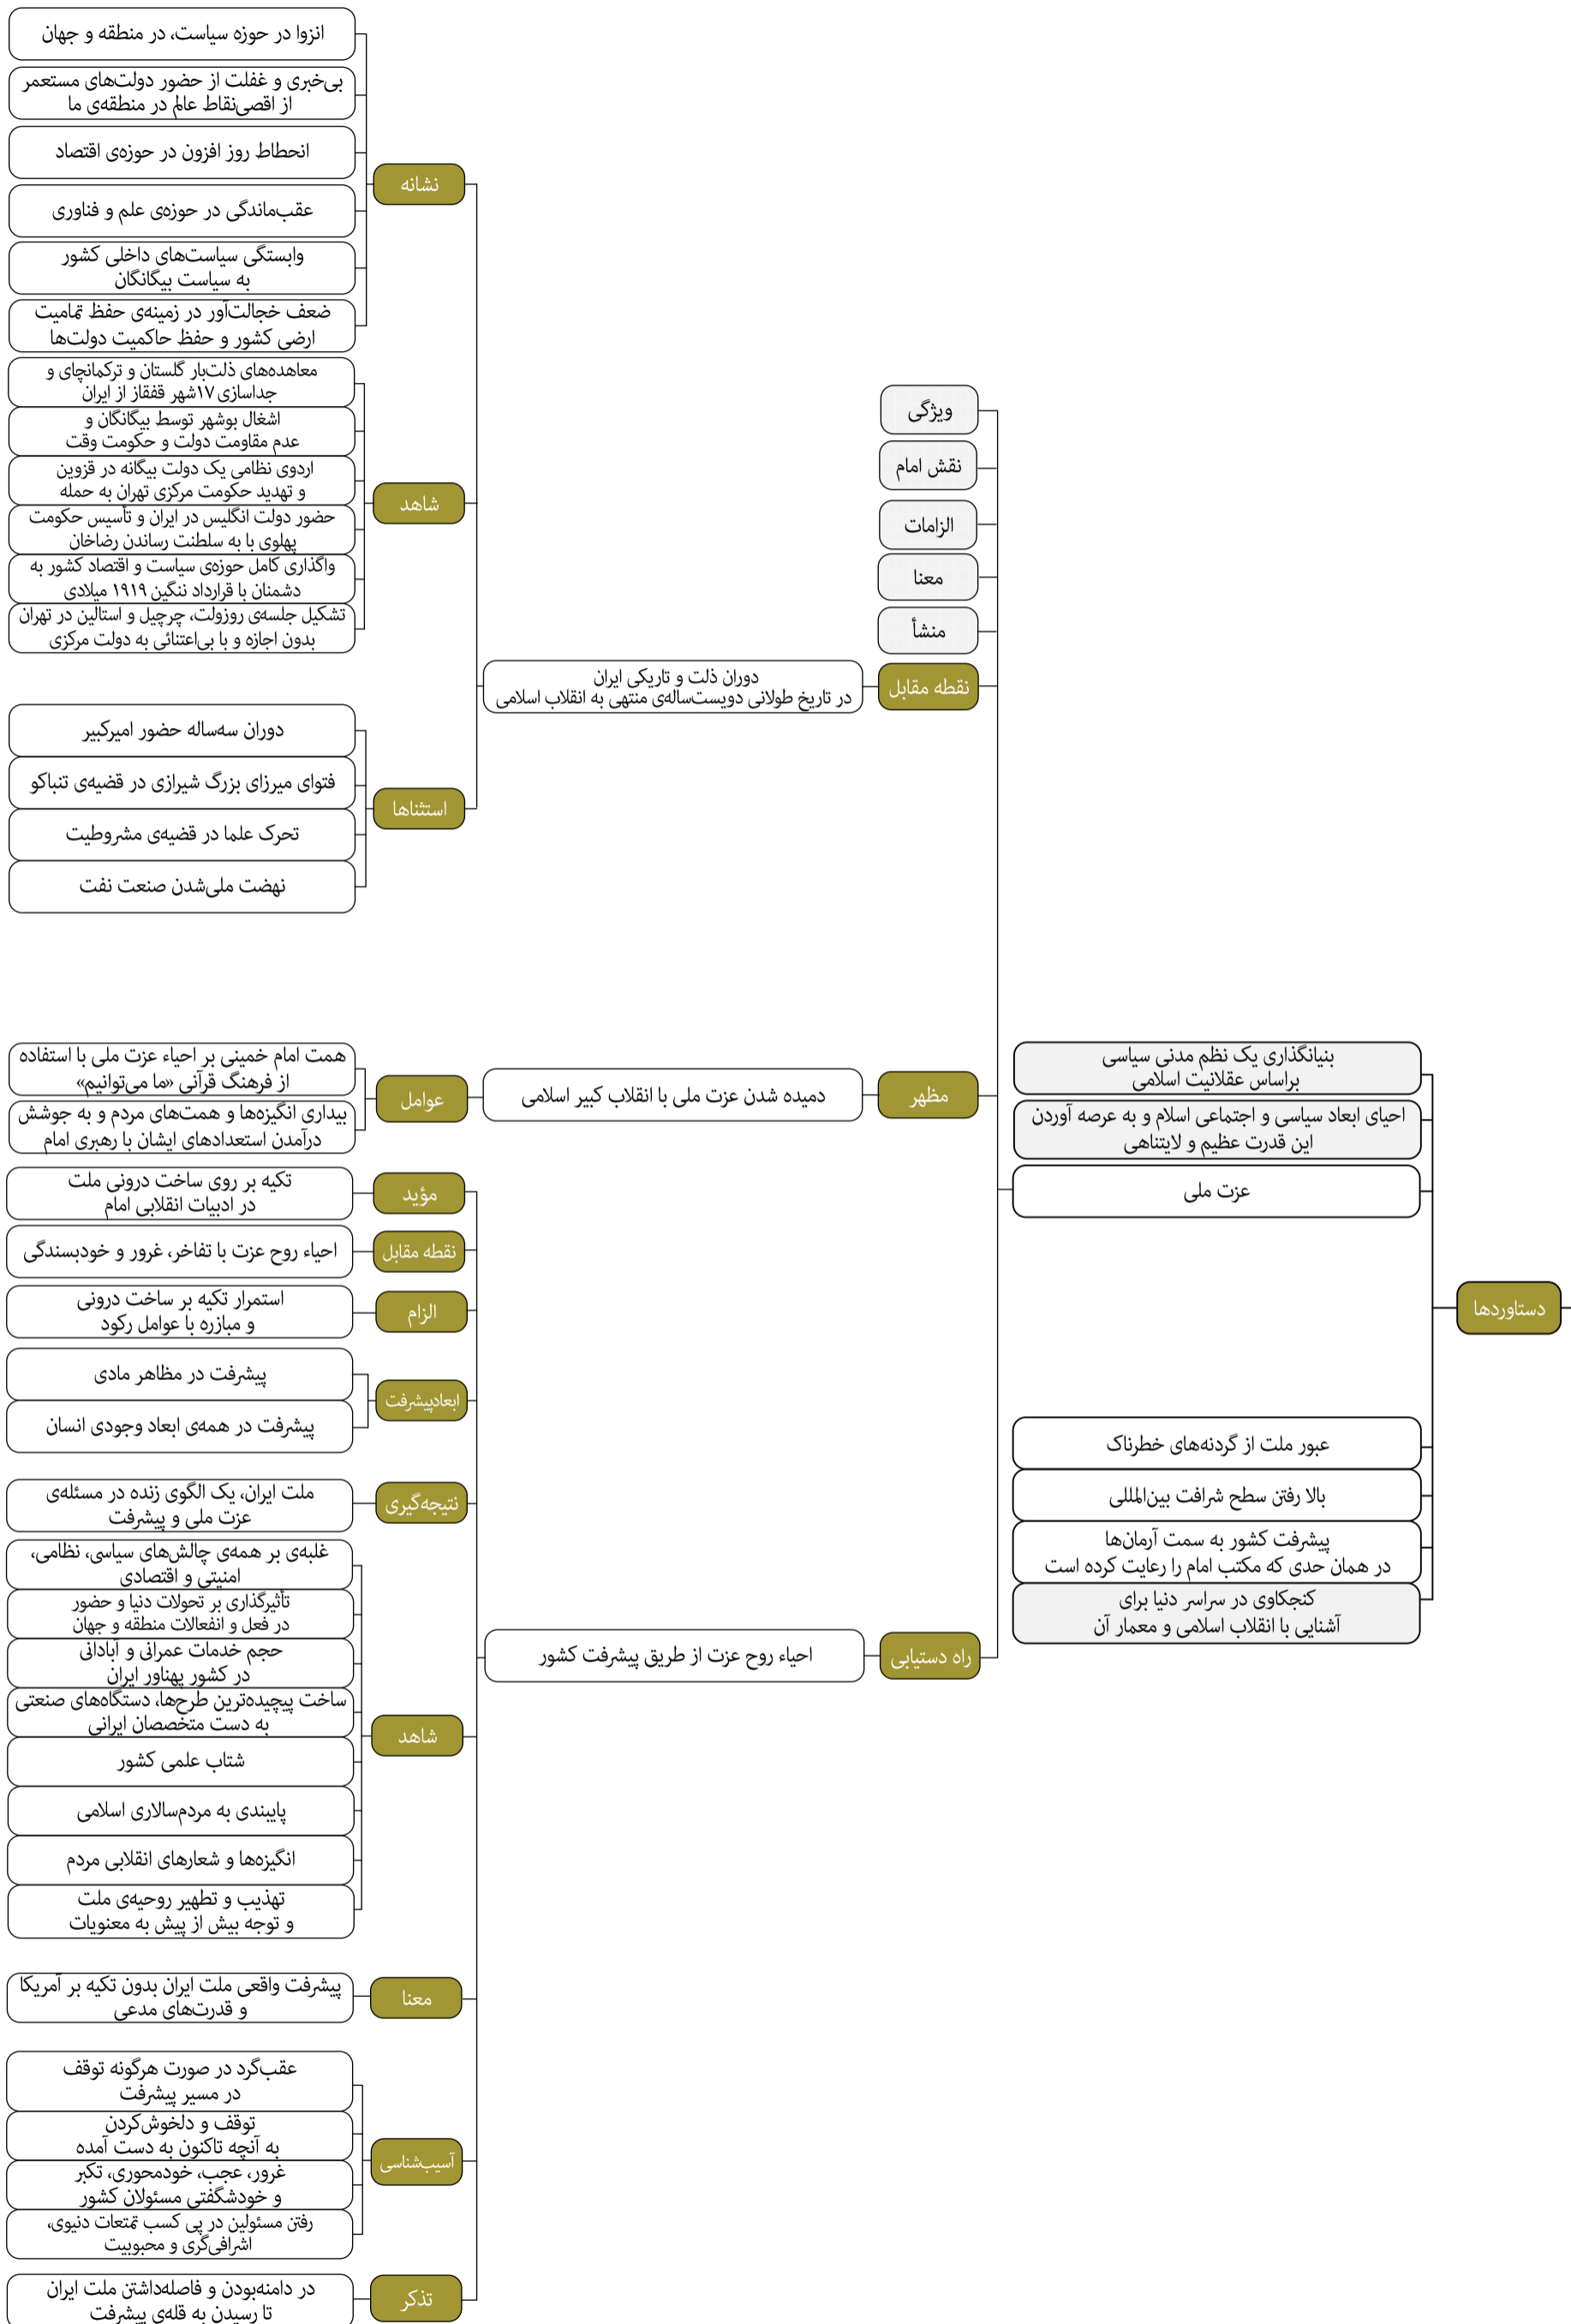 دستاوردها
بنیانگذاری یک نظم مدنی سیاسی
براساس عقلانیت اسلامی
احیای ابعاد سیاسی و اجتماعی اسلام و به عرصه آوردن
این قدرت عظیم و لایتناهی
عزت ملی
عبور ملت از گردنه‌های خطرناک
بالا رفتن سطح شرافت بین‌المللی
پیشرفت کشور به سمت آرمان‌ها
در همان حدی که مکتب امام را رعایت کرده است
کنجکاوی در سراسر دنیا برای
آشنایی با انقلاب اسلامی و معمار آن
ویژگی
نقش امام
الزامات
معنا
منشأ
نقطه مقابل
دوران ذلت و تاریکی ایران
در تاریخ طولانی دویست‌ساله‌ی منتهی به انقلاب اسلامی
نشانه
انزوا در حوزه سیاست، در منطقه و جهان
بی‌خبری و غفلت از حضور دولت‌های مستعمر
از اقصی‌نقاط عالم در منطقه‌ی ما
انحطاط روز افزون در حوزه‌ی اقتصاد
عقب‌ماندگی در حوزه‌ی علم و فناوری
وابستگی سیاست‌های داخلی کشور
به سیاست بیگانگان
ضعف خجالت‌آور در زمینه‌ی حفظ تمامیت
ارضی کشور و حفظ حاکمیت دولت‌ها
شاهد
معاهده‌های ذلت‌بار گلستان و ترکمانچای و
جداسازی ۱۷شهر قفقاز از ایران
اشغال بوشهر توسط بیگانگان و
عدم مقاومت دولت و حکومت وقت
اردوی نظامی یک دولت بیگانه در قزوین
و تهدید حکومت مرکزی تهران به حمله
حضور دولت انگلیس در ایران و تأسیس حکومت
پهلوی با به سلطنت رساندن رضاخان
واگذاری کامل حوزه‌ی سیاست و اقتصاد کشور به
دشمنان با قرارداد ننگین ۱۹۱۹ میلادی
تشکیل جلسه‌ی روزولت، چرچیل و استالین در تهران
بدون اجازه و با بی‌اعتنائی به دولت مرکزی
استثناها
دوران سه‌ساله حضور امیرکبیر
فتوای میرزای بزرگ شیرازی در قضیه‌ی تنباکو
تحرک علما در قضیه‌ی مشروطیت
نهضت ملی‌شدن صنعت نفت
مظهر
دمیده شدن عزت ملی با انقلاب کبیر اسلامی
عوامل
همت امام خمینی بر احیاء عزت ملی با استفاده
از فرهنگ قرآنی «ما می‌توانیم»
بیداری انگیزه‌ها و همت‌های مردم و به جوشش
درآمدن استعدادهای ایشان با رهبری امام
راه دستیابی
احیاء روح عزت از طریق پیشرفت کشور
مؤید
تکیه بر روی ساخت درونی ملت
در ادبیات انقلابی امام
نقطه مقابل
احیاء روح عزت با تفاخر، غرور و خودبسندگی
الزام
استمرار تکیه بر ساخت درونی
و مبازره با عوامل رکود
ابعادپیشرفت
پیشرفت در مظاهر مادی
پیشرفت در همه‌ی ابعاد وجودی انسان
نتیجه‌گیری
ملت ایران، یک الگوی زنده در مسئله‌ی
عزت ملی و پیشرفت
شاهد
غلبه‌ی بر همه‌ی چالش‌های سیاسی، نظامی،
امنیتی و اقتصادی
تأثیرگذاری بر تحولات دنیا و حضور
در فعل و انفعالات منطقه و جهان
حجم خدمات عمرانی و آبادانی
در کشور پهناور ایران
ساخت پیچیده‌ترین طرح‌ها، دستگاه‌های صنعتی
به دست متخصصان ایرانی
شتاب علمی کشور
پایبندی به مردم‌سالاری اسلامی
انگیزه‌ها و شعارهای انقلابی مردم
تهذیب و تطهیر روحیه‌ی ملت
و توجه بیش از پیش به معنویات
معنا
پیشرفت واقعی ملت ایران بدون تکیه بر آمریکا
و قدرت‌های مدعی
آسیب‌شناسی
عقب‌گرد در صورت هرگونه توقف
در مسیر پیشرفت
توقف و دلخوش‌کردن
به آنچه تاکنون به دست آمده
غرور، عجب، خودمحوری، تکبر
و خودشگفتی مسئولان کشور
رفتن مسئولین در پی کسب تمتعات دنیوی،
اشرافی‌گری و محبوبیت
تذکر
در دامنه‌بودن و فاصله‌داشتن ملت ایران
تا رسیدن به قله‌ی پیشرفت